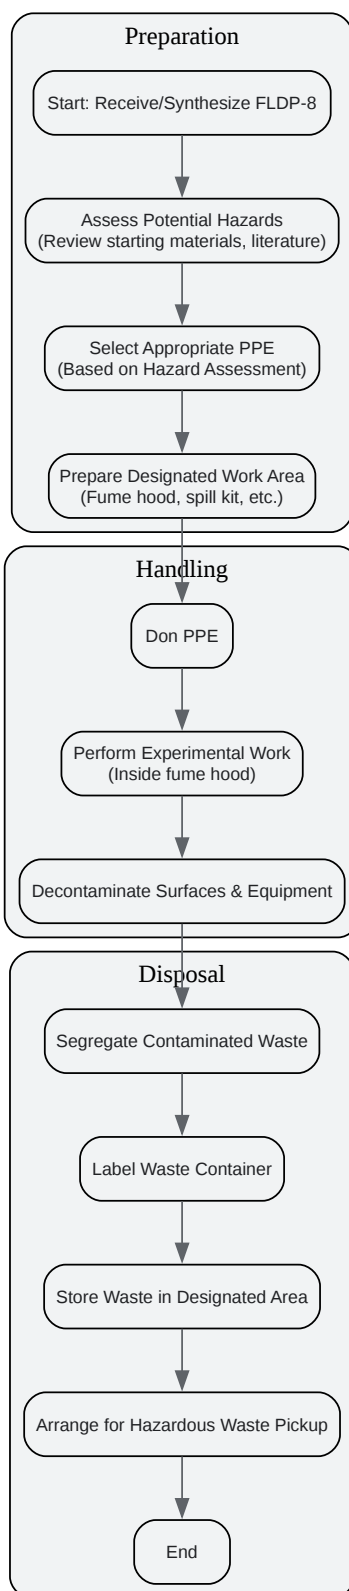 Preparation
Start: Receive/Synthesize FLDP-8
Assess Potential Hazards
(Review starting materials, literature)
Select Appropriate PPE
(Based on Hazard Assessment)
Prepare Designated Work Area
(Fume hood, spill kit, etc.)
Handling
Don PPE
Perform Experimental Work
(Inside fume hood)
Decontaminate Surfaces & Equipment
Disposal
Segregate Contaminated Waste
Label Waste Container
Store Waste in Designated Area
Arrange for Hazardous Waste Pickup
End